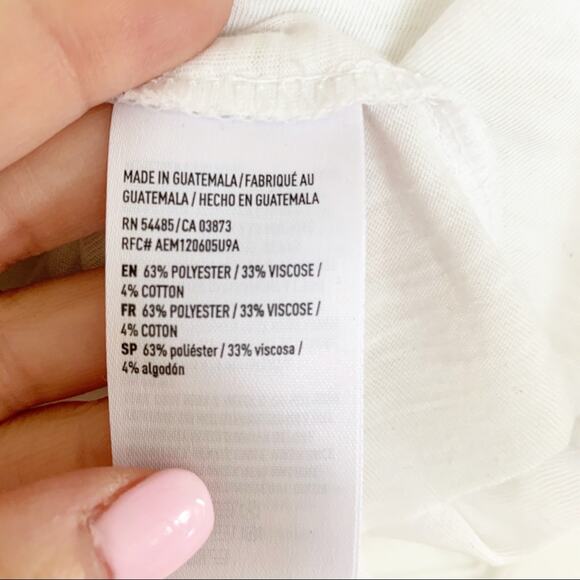 MADE IN GUATEMALA/FABRIQUÉ AU
GUATEMALA / HECHO EN GUATEMALA
RN 54485/CA 03873
RFC# AEM120605U9A
EN 63% POLYESTER / 33% VISCOSE /
4% COTTON
FR 63% POLYESTER / 33% VISCOSE /
4% COTON
SP 63% poliéster / 33% viscosa /
4% algodón